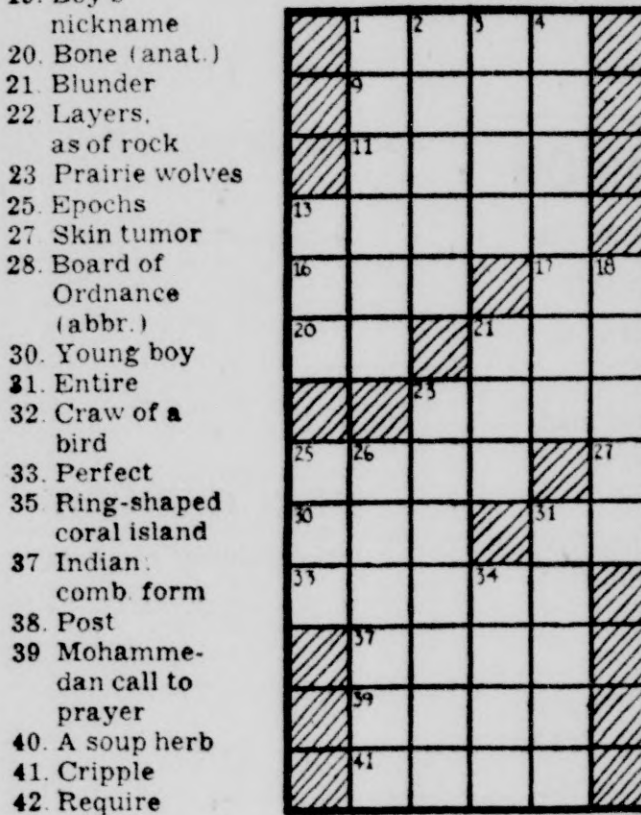 nickname
20. Bone (anat.)
21. Blunder
22. Layers,
as of rock
23 Prairie wolves
25. Epochs
27 Skin tumor
28. Board of
Ordnance
(abbr.)
30. Young boy
31. Entire
32. Craw of a
bird
33. Perfect
35 Ring-shaped
coral island
37 Indian:
comb. form
38. Post
39 Mohamme-
dan call to
prayer
40. A soup herb
41. Cripple
42. Require
1 2 3 4
9
11
13
16 17 18
20 21
23
25 26 27
30 31
33 34
37
39
41